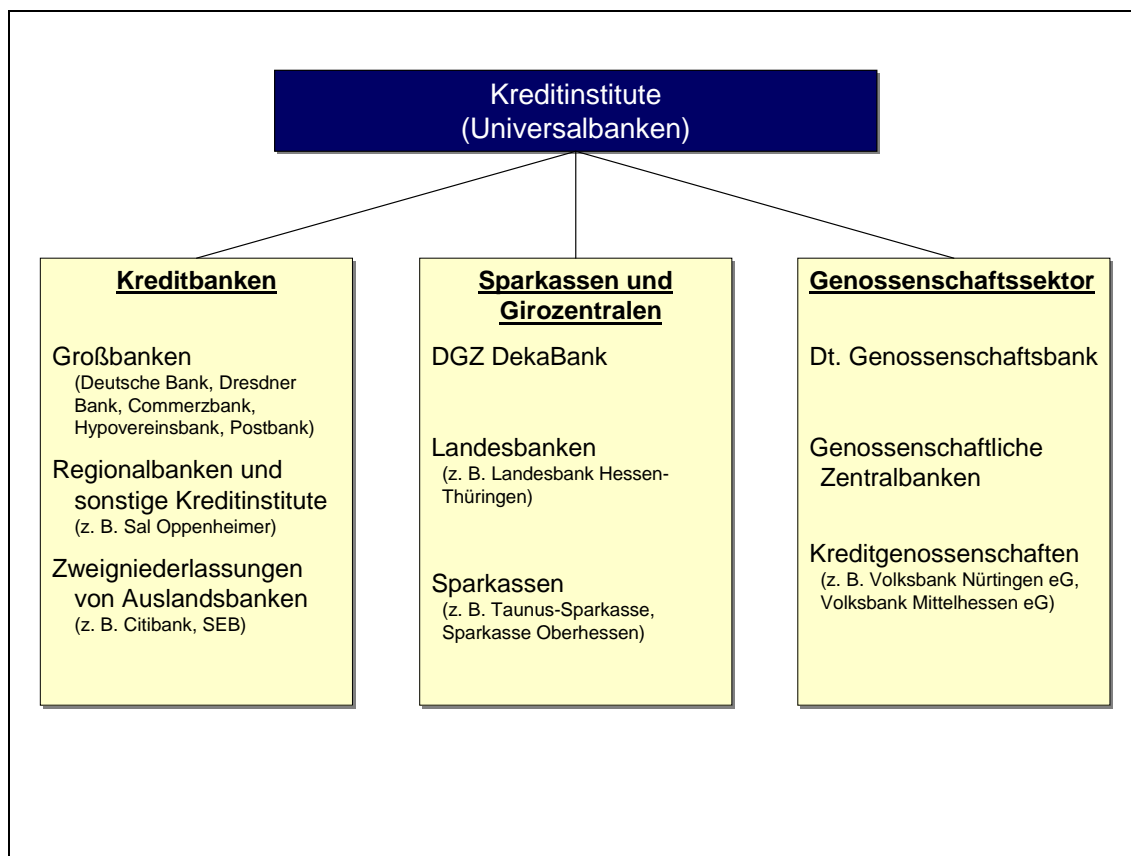 Kreditinstitute
(Universalbanken)
Kreditbanken
Großbanken
(Deutsche Bank, Dresdner
Bank, Commerzbank,
Hypovereinsbank, Postbank)
Regionalbanken und
sonstige Kreditinstitute
(z. B. Sal Oppenheimer)
Zweigniederlassungen
von Auslandsbanken
(z. B. Citibank, SEB)
Sparkassen und
Girozentralen
DGZ DekaBank
Landesbanken
(z. B. Landesbank Hessen-
Thüringen)
Sparkassen
(z. B. Taunus-Sparkasse,
Sparkasse Oberhessen)
Genossenschaftssektor
Dt. Genossenschaftsbank
Genossenschaftliche
Zentralbanken
Kreditgenossenschaften
(z. B. Volksbank Nürtingen eG,
Volksbank Mittelhessen eG)